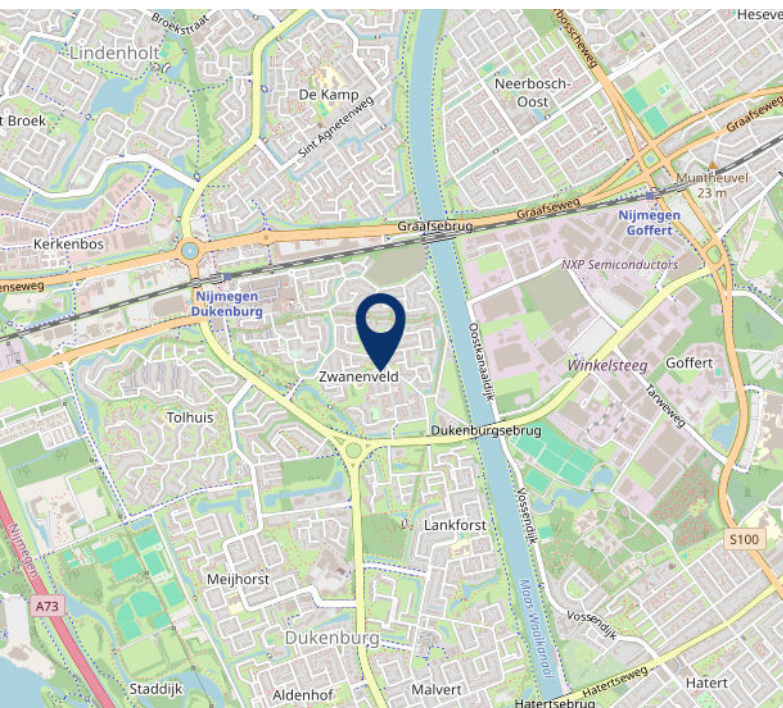 Broekstraat
Heseve
Lindenholt
Neerbosch-
Oost
De Kamp
Sint Agnetenweg
t Broek
Graafseweg
Muntheuvel
23 m
Graafseweg
Nijmegen
Goffert
Graafsebrug
Kerkenbos
NXP Semiconductors
enseweg
Nijmegen
Dukenburg
Oostkanaaldijk
Winkelsteeg
Goffert
Zwanenveld
Tarweweg
Tolhuis
Dukenburgsebrug
Vossendijk
Lankforst
S100
Nijmegen
Meijhorst
A73
Maas-Waalkanaal
Vossendijk
Dukenburg
Staddijk
Aldenhof
Malvert
Hatertseweg
Hatert
Hatertsebrug